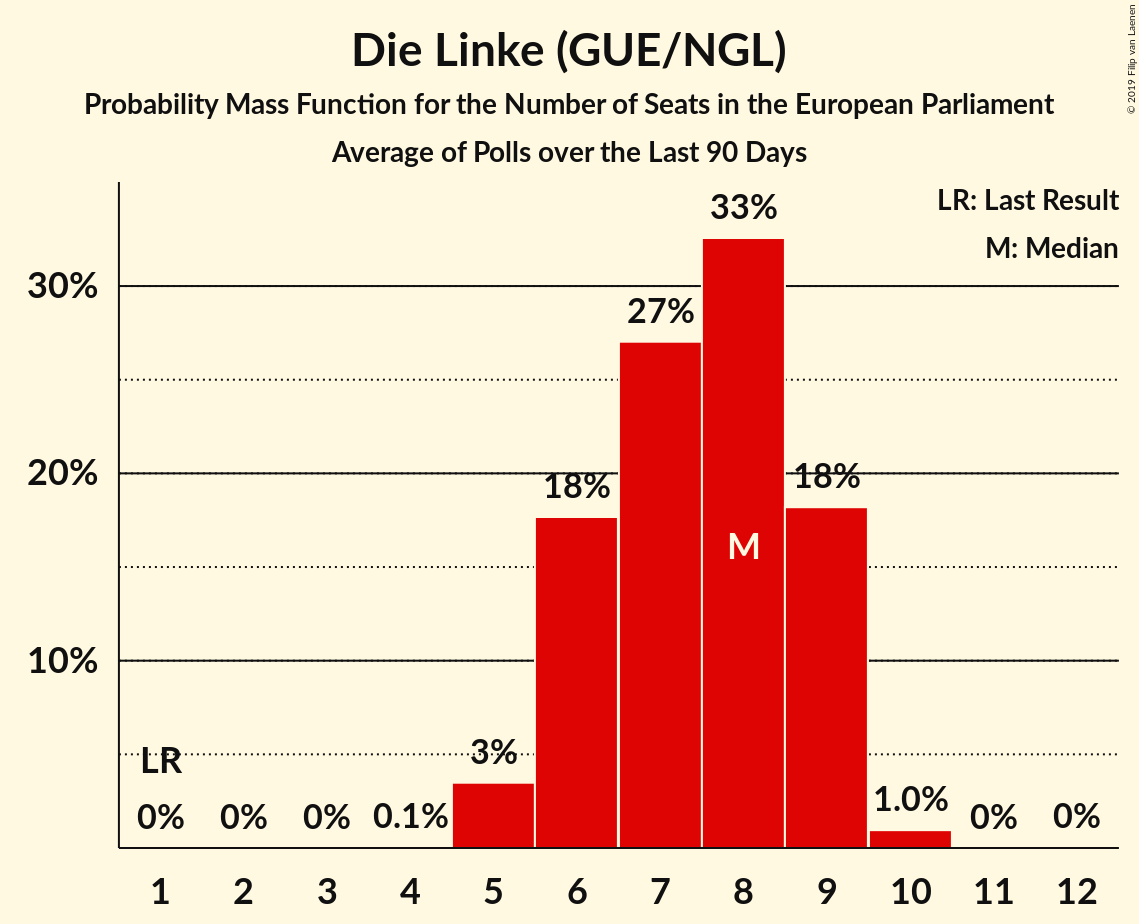 Die Linke (GUE/NGL)
Probability Mass Function for the Number of Seats in the European Parliament
Average of Polls over the Last 90 Days
© 2019 Filip van Laenen
LR: Last Result
M: Median
33%
30%
27%
20%
18%
18%
M
10%
LR
3%
0%
0%
0%
0.1%
1.0%
0%
0%
1 2 3 4 5 6 7 8 9 10 11 12